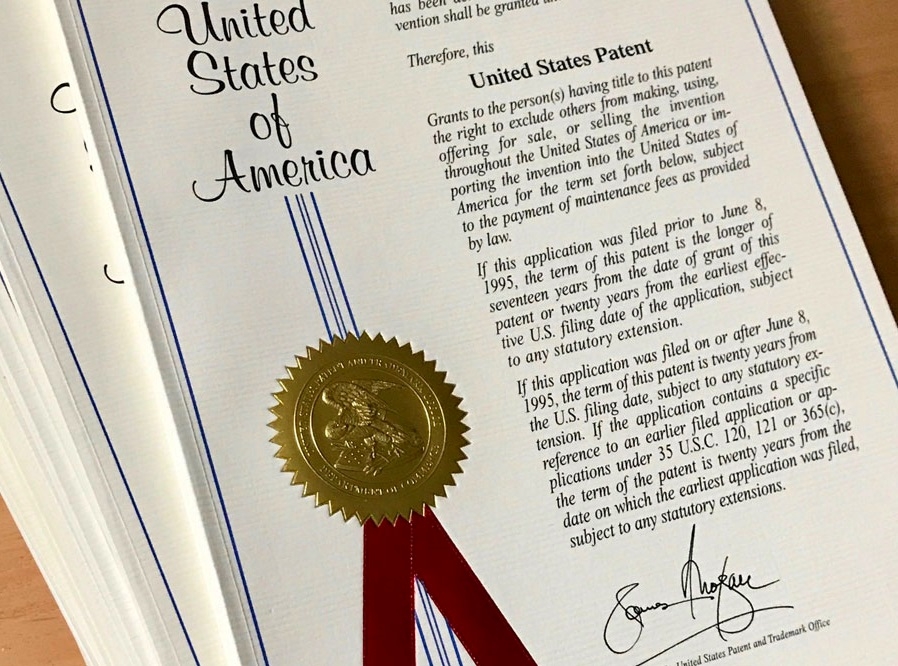 United
States
of
America
has been
vention shall be granted
Therefore, this
United States Patent
Grants to the person(s) having title to this patent
the right to exclude others from making, using,
offering for sale, or selling the invention
throughout the United States of America or im-
porting the invention into the United States of
America for the term set forth below, subject
to the payment of maintenance fees as provided
by law.
If this application was filed prior to June 8,
1995, the term of this patent is the longer of
seventeen years from the date of grant of this
patent or twenty years from the earliest effec-
tive U.S. filing date of the application, subject
to any statutory extension.
If this application was filed on or after June 8,
1995, the term of this patent is twenty years from
the U.S. filing date, subject to any statutory ex-
tension. If the application contains a specific
reference to an earlier filed application or ap-
plications under 35 U.S.C. 120, 121 or 365(c),
the term of the patent is twenty years from the
date on which the earliest application was filed,
subject to any statutory extensions.
United States Patent and Trademark Office
DEPARTMENT OF COMMERCE